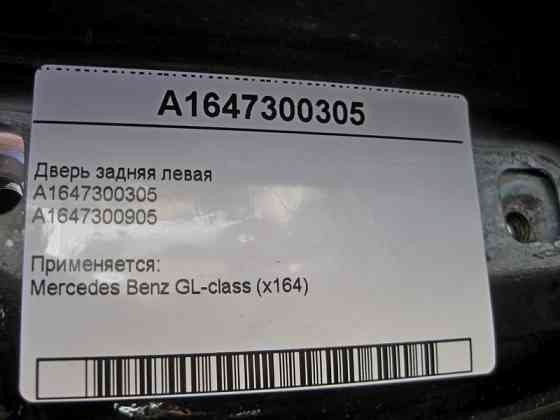 A1647300305
Дверь задняя левая
A1647300305
A1647300905
Применяется:
Mercedes Benz GL-class (x164)